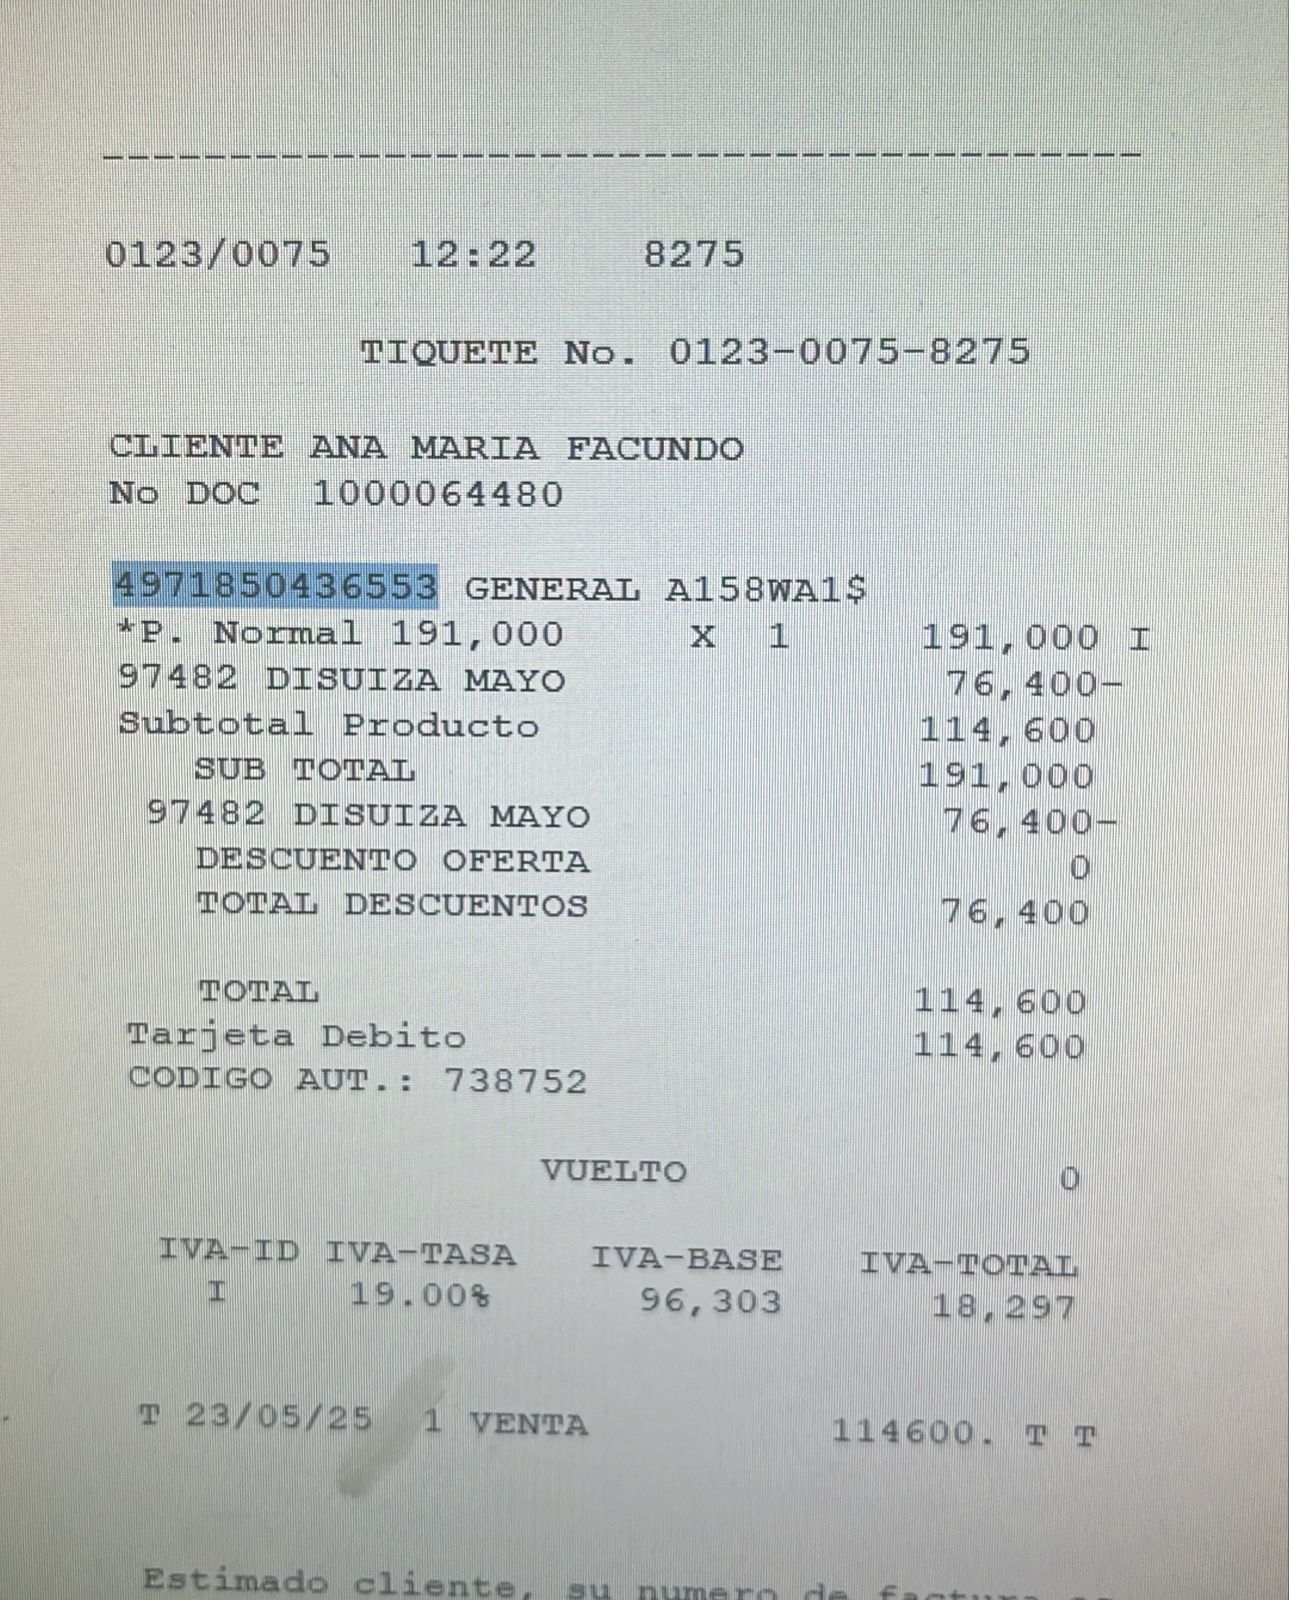 ----------------------------------------
0123/0075 12:22 8275
TIQUETE No. 0123-0075-8275
CLIENTE ANA MARIA FACUNDO
No DOC 1000064480
4971850436553 GENERAL A158WA1$
*P. Normal 191,000 X 1 191,000 I
97482 DISUIZA MAYO 76,400-
Subtotal Producto 114,600
SUB TOTAL 191,000
97482 DISUIZA MAYO 76,400-
DESCUENTO OFERTA 0
TOTAL DESCUENTOS 76,400
TOTAL 114,600
Tarjeta Debito 114,600
CODIGO AUT.: 738752
VUELTO 0
IVA-ID IVA-TASA IVA-BASE IVA-TOTAL
I 19.00% 96,303 18,297
T 23/05/25 1 VENTA 114600. T T
Estimado cliente, su numero de factura es